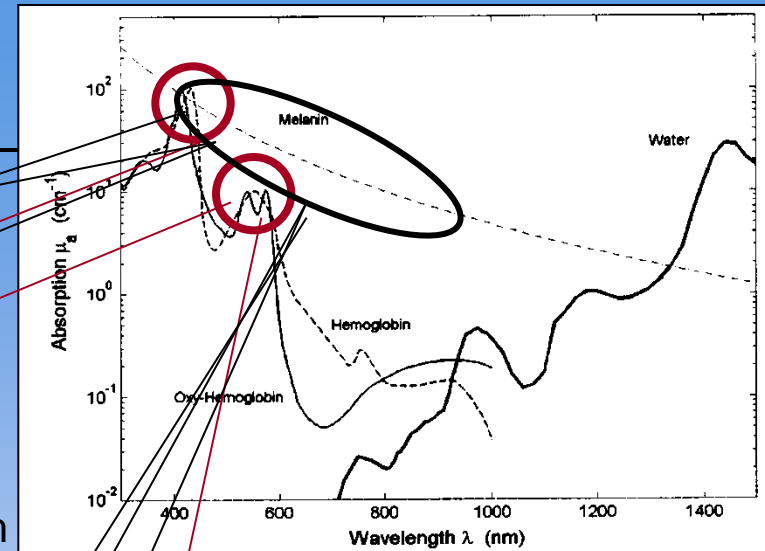 10²
Melanin
Water
10¹
Absorption μₐ (cm⁻¹)
10⁰
Hemoglobin
10⁻¹
Oxy-Hemoglobin
10⁻²
400 600 800 1000 1200 1400
Wavelength λ (nm)